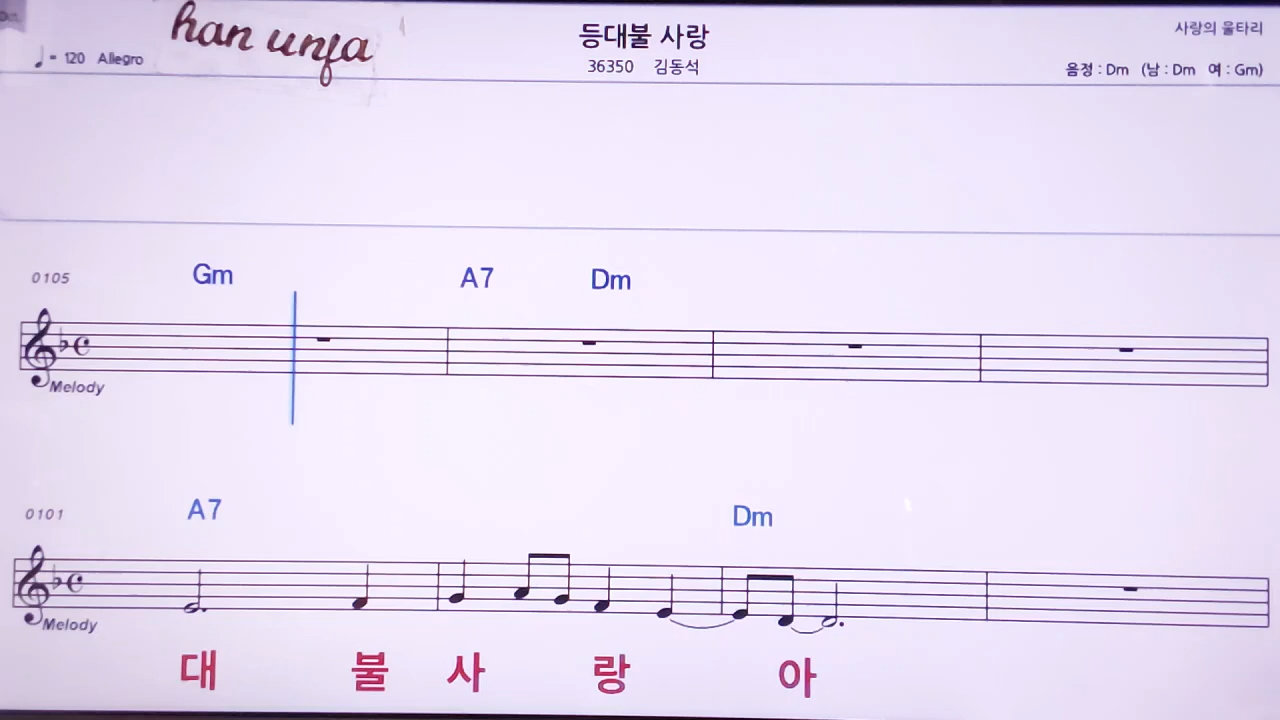 han unfa
등대불 사랑
사랑의 울타리
♩= 120 Allegro
36350 김동석
음정 : Dm (남 : Dm 여 : Gm)
0105 Gm A7 Dm
Melody
0101 A7 Dm
Melody
대 불 사 랑 아